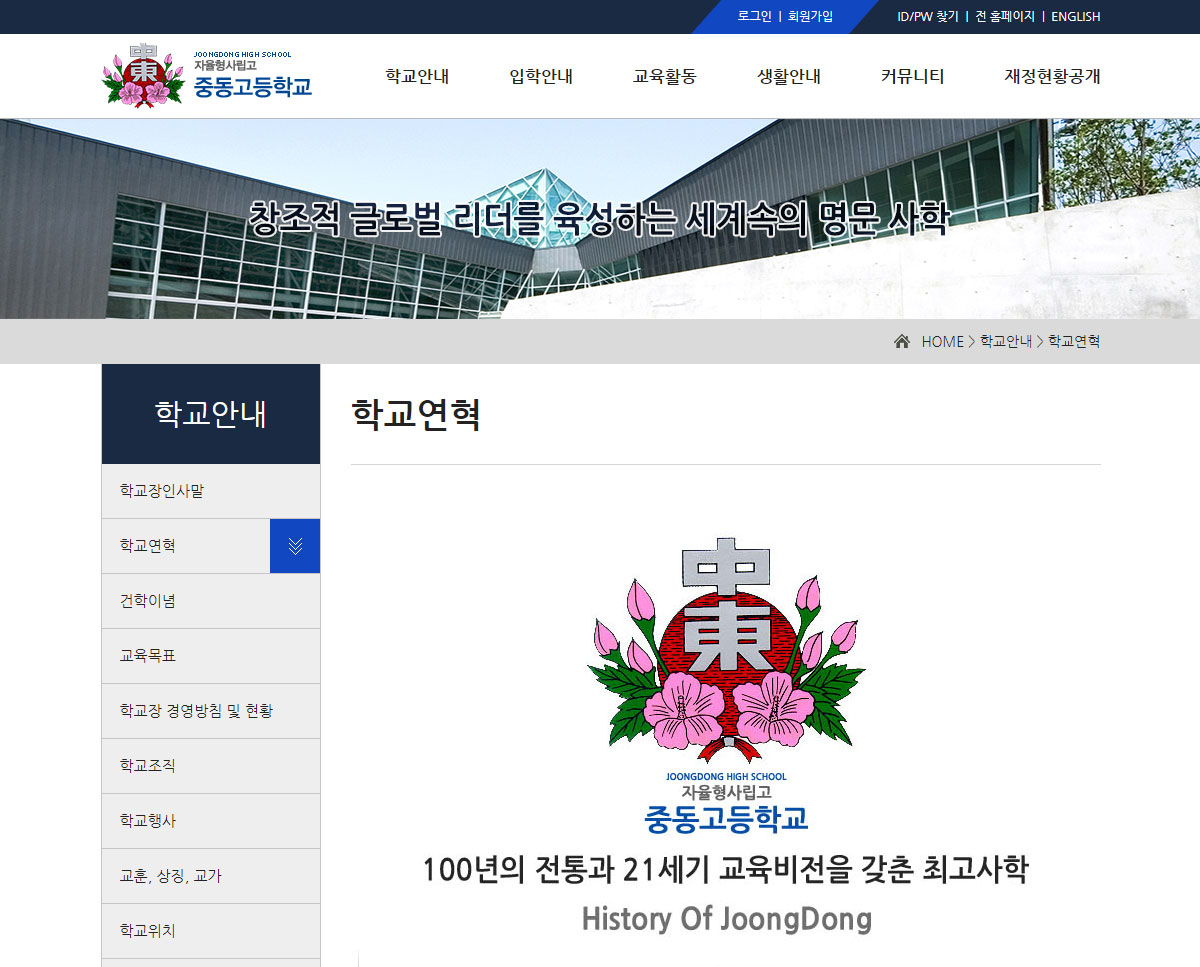 로그인 | 회원가입 ID/PW 찾기 | 전 홈페이지 | ENGLISH
中東
JOONGDONG HIGH SCHOOL
자율형사립고
중동고등학교
학교안내 입학안내 교육활동 생활안내 커뮤니티 재정현황공개
창조적 글로벌 리더를 육성하는 세계속의 명문 사학
HOME > 학교안내 > 학교연혁
학교안내
학교장인사말
학교연혁
건학이념
교육목표
학교장 경영방침 및 현황
학교조직
학교행사
교훈, 상징, 교가
학교위치
학교연혁
中東
JOONGDONG HIGH SCHOOL
자율형사립고
중동고등학교
100년의 전통과 21세기 교육비전을 갖춘 최고사학
History Of JoongDong